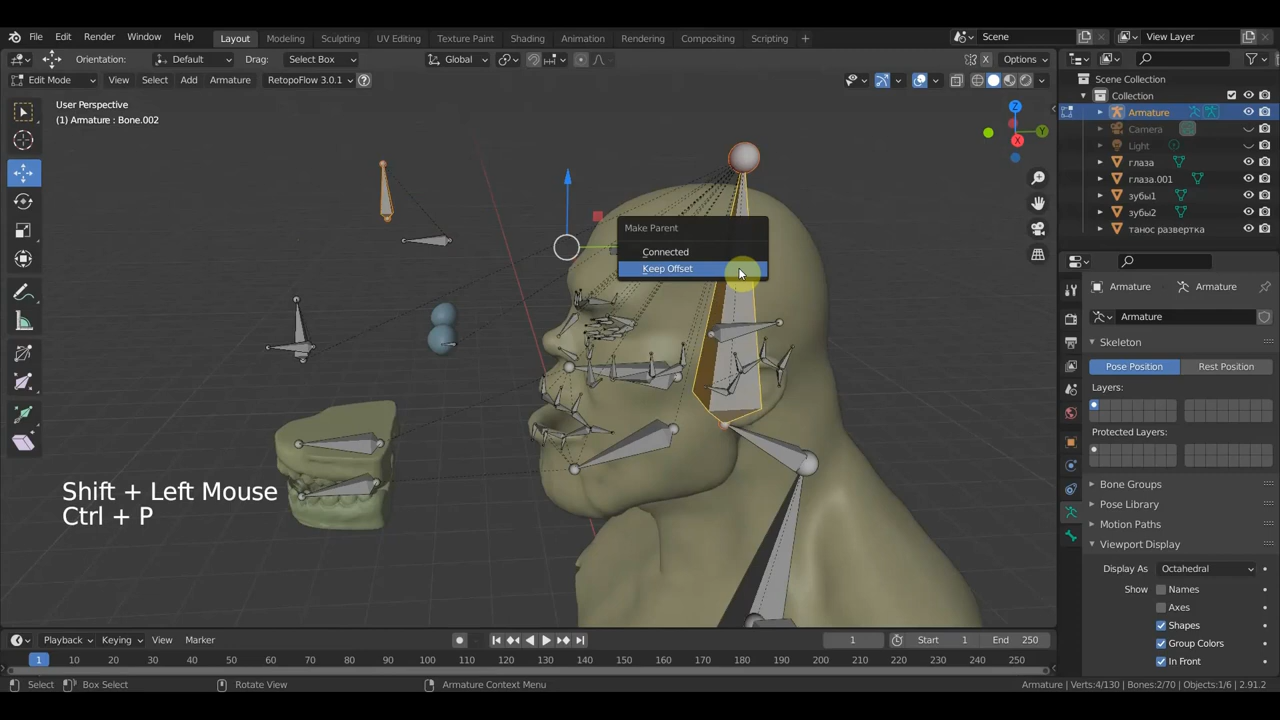 File Edit Render Window Help Layout Modeling Sculpting UV Editing Texture Paint Shading Animation Rendering Compositing Scripting + Scene View Layer
Orientation: Default Drag: Select Box Global Options
Edit Mode View Select Add Armature RetopoFlow 3.0.1
User Perspective
(1) Armature : Bone.002
Scene Collection
Collection
Armature
Camera
Light
глаза
глаза.001
зубы1
зубы2
танос развертка
X
Y
Z
Make Parent
Connected
Keep Offset
Shift + Left Mouse
Ctrl + P
Armature Armature
Armature
Skeleton
Pose Position Rest Position
Layers:
Protected Layers:
Bone Groups
Pose Library
Motion Paths
Viewport Display
Display As Octahedral
Show Names
Axes
Shapes
Group Colors
In Front
Playback Keying View Marker 1 Start 1 End 250
1 10 20 30 40 50 60 70 80 90 100 110 120 130 140 150 160 170 180 190 200 210 220 230 240 250
Select Box Select Rotate View Armature Context Menu Armature | Verts:4/130 | Bones:2/70 | Objects:1/6 | 2.91.2